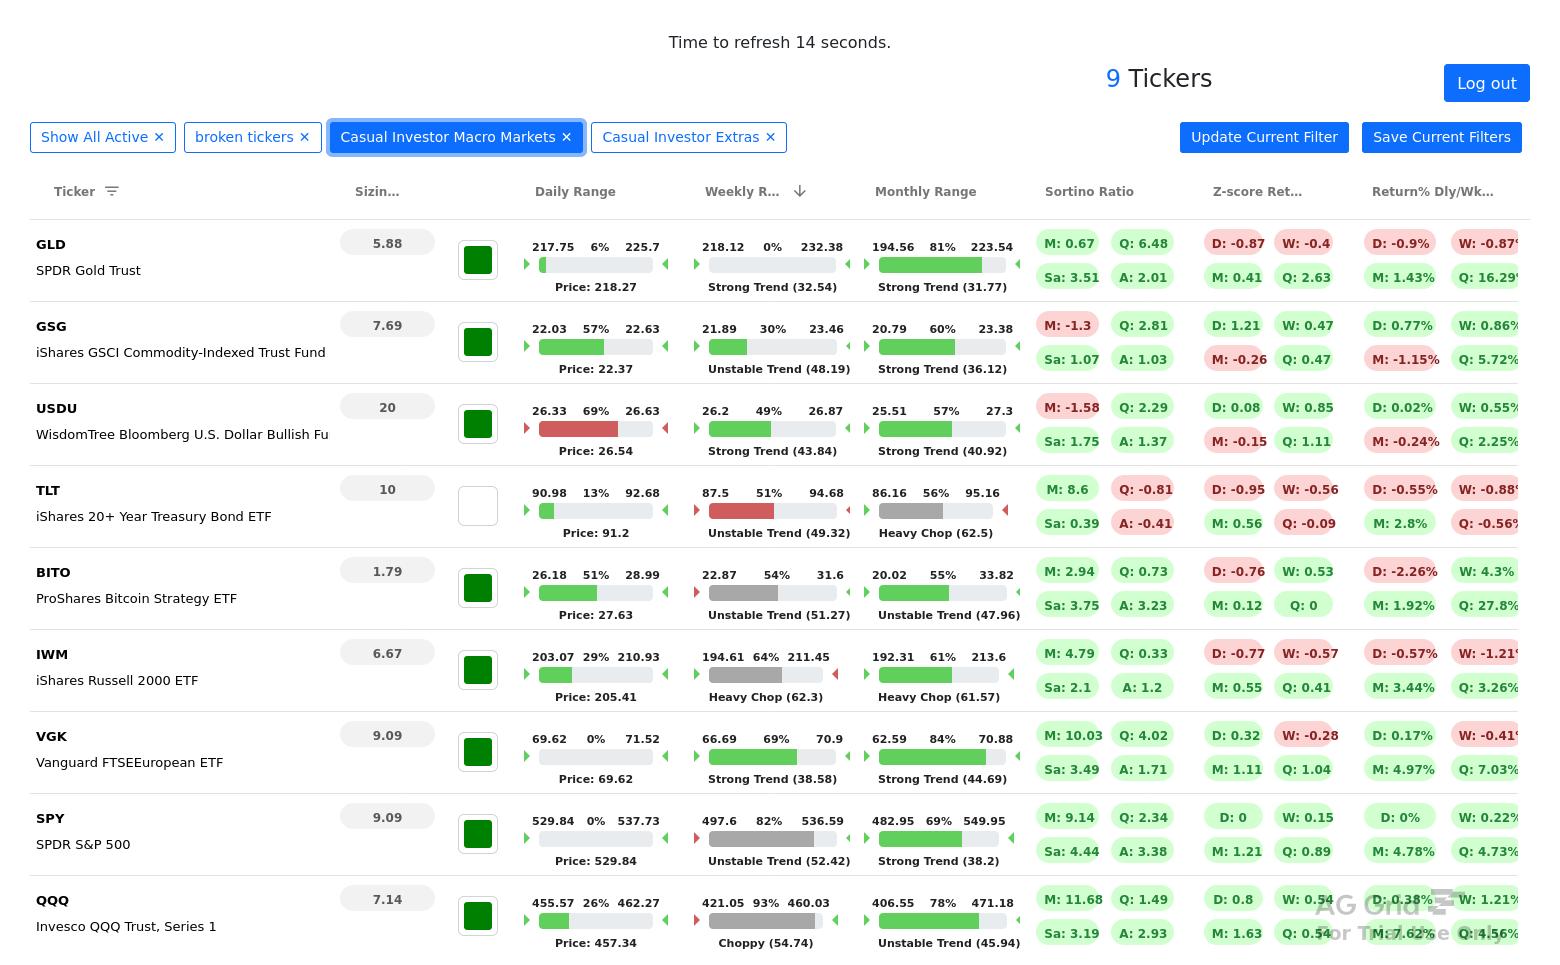 Time to refresh 14 seconds.
9 Tickers
Log out
Show All Active ✕ broken tickers ✕ Casual Investor Macro Markets ✕ Casual Investor Extras ✕ Update Current Filter Save Current Filters
Ticker Sizin... Daily Range Weekly R... Monthly Range Sortino Ratio Z-score Ret... Return% Dly/Wk...
GLD 5.88 217.75 6% 225.7 218.12 0% 232.38 194.56 81% 223.54 M: 0.67 Q: 6.48 D: -0.87 W: -0.4 D: -0.9% W: -0.87%
SPDR Gold Trust Price: 218.27 Strong Trend (32.54) Strong Trend (31.77) Sa: 3.51 A: 2.01 M: 0.41 Q: 2.63 M: 1.43% Q: 16.29%
GSG 7.69 22.03 57% 22.63 21.89 30% 23.46 20.79 60% 23.38 M: -1.3 Q: 2.81 D: 1.21 W: 0.47 D: 0.77% W: 0.86%
iShares GSCI Commodity-Indexed Trust Fund Price: 22.37 Unstable Trend (48.19) Strong Trend (36.12) Sa: 1.07 A: 1.03 M: -0.26 Q: 0.47 M: -1.15% Q: 5.72%
USDU 20 26.33 69% 26.63 26.2 49% 26.87 25.51 57% 27.3 M: -1.58 Q: 2.29 D: 0.08 W: 0.85 D: 0.02% W: 0.55%
WisdomTree Bloomberg U.S. Dollar Bullish Fu Price: 26.54 Strong Trend (43.84) Strong Trend (40.92) Sa: 1.75 A: 1.37 M: -0.15 Q: 1.11 M: -0.24% Q: 2.25%
TLT 10 90.98 13% 92.68 87.5 51% 94.68 86.16 56% 95.16 M: 8.6 Q: -0.81 D: -0.95 W: -0.56 D: -0.55% W: -0.88%
iShares 20+ Year Treasury Bond ETF Price: 91.2 Unstable Trend (49.32) Heavy Chop (62.5) Sa: 0.39 A: -0.41 M: 0.56 Q: -0.09 M: 2.8% Q: -0.56%
BITO 1.79 26.18 51% 28.99 22.87 54% 31.6 20.02 55% 33.82 M: 2.94 Q: 0.73 D: -0.76 W: 0.53 D: -2.26% W: 4.3%
ProShares Bitcoin Strategy ETF Price: 27.63 Unstable Trend (51.27) Unstable Trend (47.96) Sa: 3.75 A: 3.23 M: 0.12 Q: 0 M: 1.92% Q: 27.8%
IWM 6.67 203.07 29% 210.93 194.61 64% 211.45 192.31 61% 213.6 M: 4.79 Q: 0.33 D: -0.77 W: -0.57 D: -0.57% W: -1.21%
iShares Russell 2000 ETF Price: 205.41 Heavy Chop (62.3) Heavy Chop (61.57) Sa: 2.1 A: 1.2 M: 0.55 Q: 0.41 M: 3.44% Q: 3.26%
VGK 9.09 69.62 0% 71.52 66.69 69% 70.9 62.59 84% 70.88 M: 10.03 Q: 4.02 D: 0.32 W: -0.28 D: 0.17% W: -0.41%
Vanguard FTSEEuropean ETF Price: 69.62 Strong Trend (38.58) Strong Trend (44.69) Sa: 3.49 A: 1.71 M: 1.11 Q: 1.04 M: 4.97% Q: 7.03%
SPY 9.09 529.84 0% 537.73 497.6 82% 536.59 482.95 69% 549.95 M: 9.14 Q: 2.34 D: 0 W: 0.15 D: 0% W: 0.22%
SPDR S&P 500 Price: 529.84 Unstable Trend (52.42) Strong Trend (38.2) Sa: 4.44 A: 3.38 M: 1.21 Q: 0.89 M: 4.78% Q: 4.73%
QQQ 7.14 455.57 26% 462.27 421.05 93% 460.03 406.55 78% 471.18 M: 11.68 Q: 1.49 D: 0.8 W: 0.54 D: 0.38% W: 1.21%
Invesco QQQ Trust, Series 1 Price: 457.34 Choppy (54.74) Unstable Trend (45.94) Sa: 3.19 A: 2.93 M: 1.63 Q: 0.54 M: 7.62% Q: 4.56%
AG Grid
For Trial Use Only